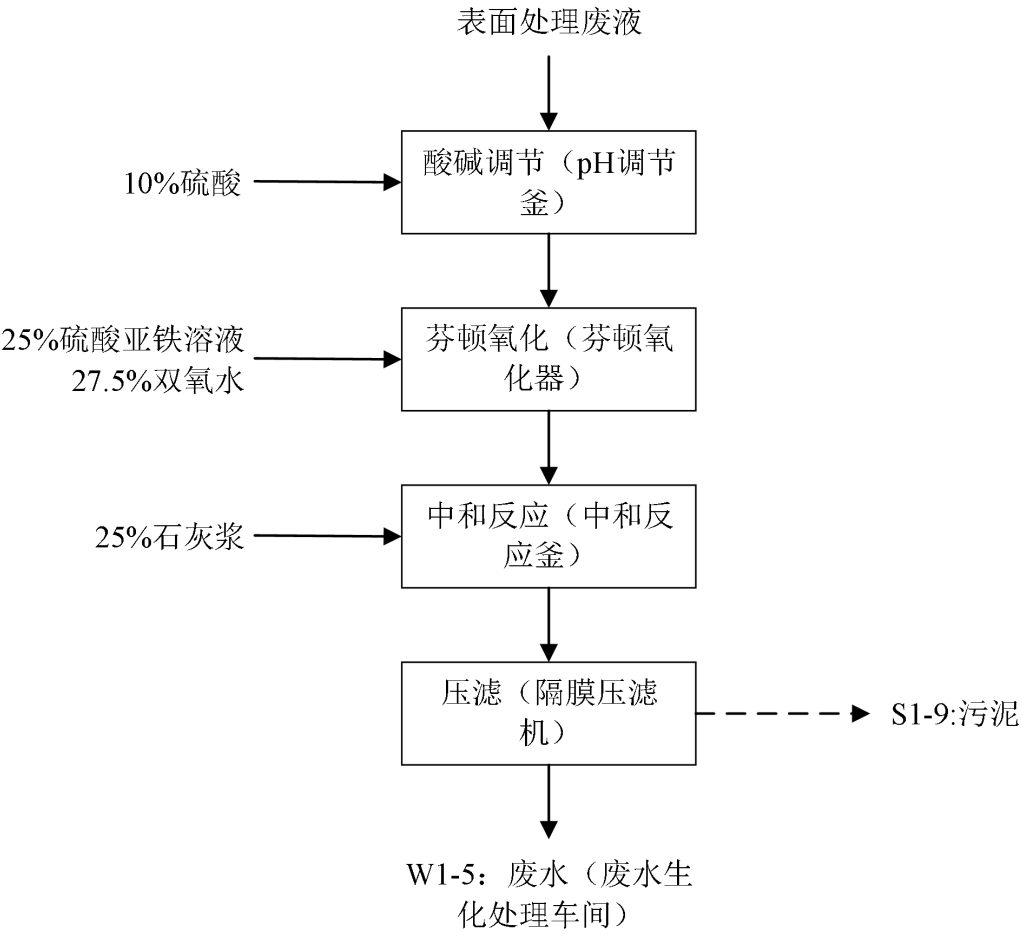 表面处理废液
酸碱调节（pH调节
釜）
10%硫酸
芬顿氧化（芬顿氧
化器）
25%硫酸亚铁溶液
27.5%双氧水
中和反应（中和反
应釜）
25%石灰浆
压滤（隔膜压滤
机）
S1-9:污泥
W1-5：废水（废水生
化处理车间）